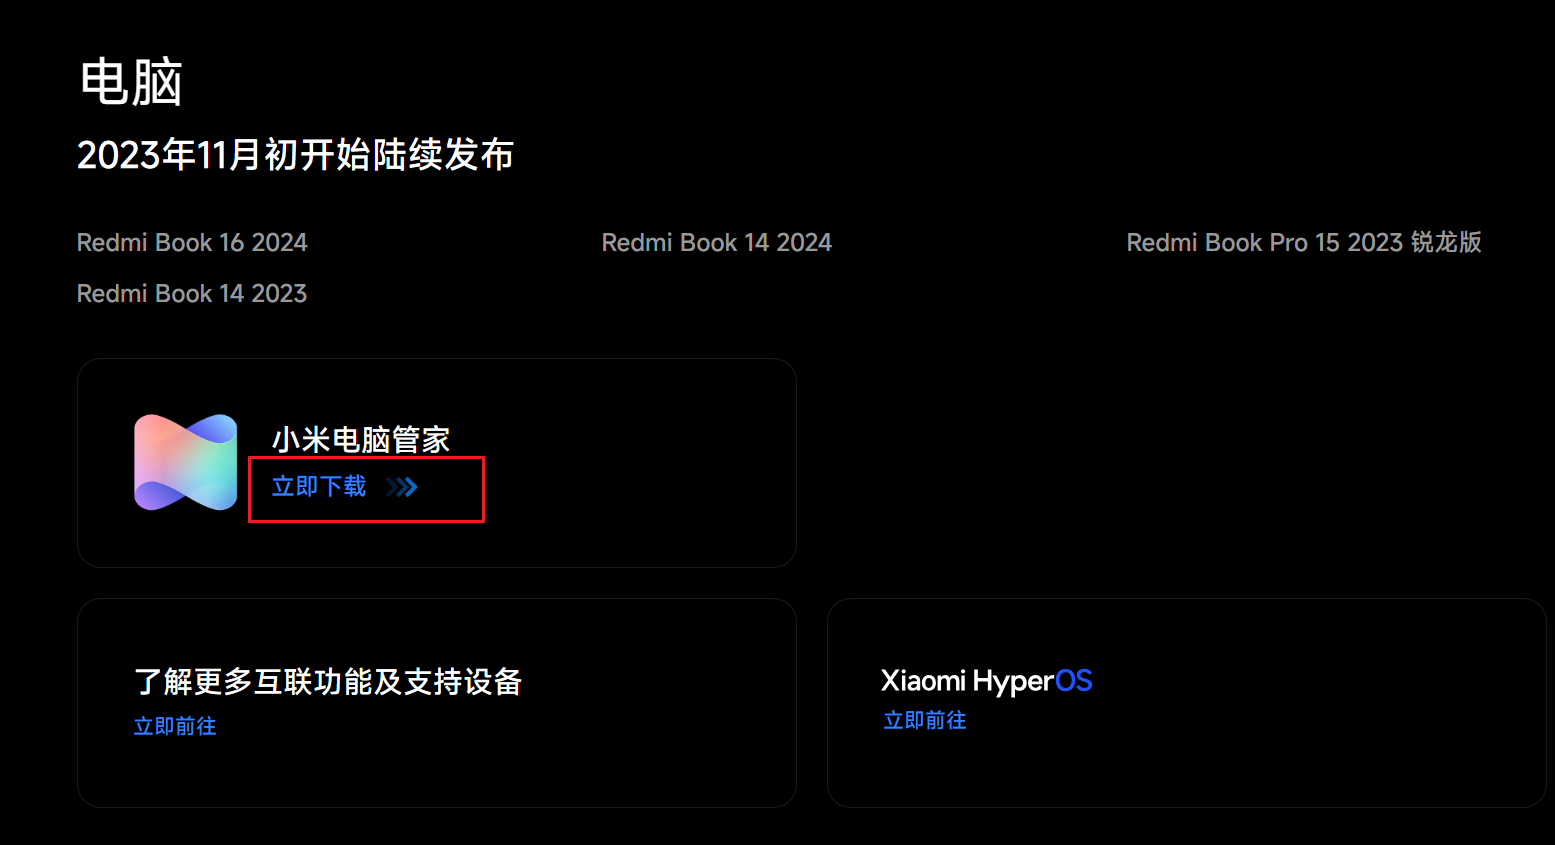 电脑
2023年11月初开始陆续发布
Redmi Book 16 2024
Redmi Book 14 2024
Redmi Book Pro 15 2023 锐龙版
Redmi Book 14 2023
小米电脑管家
立即下载
了解更多互联功能及支持设备
立即前往
Xiaomi HyperOS
立即前往